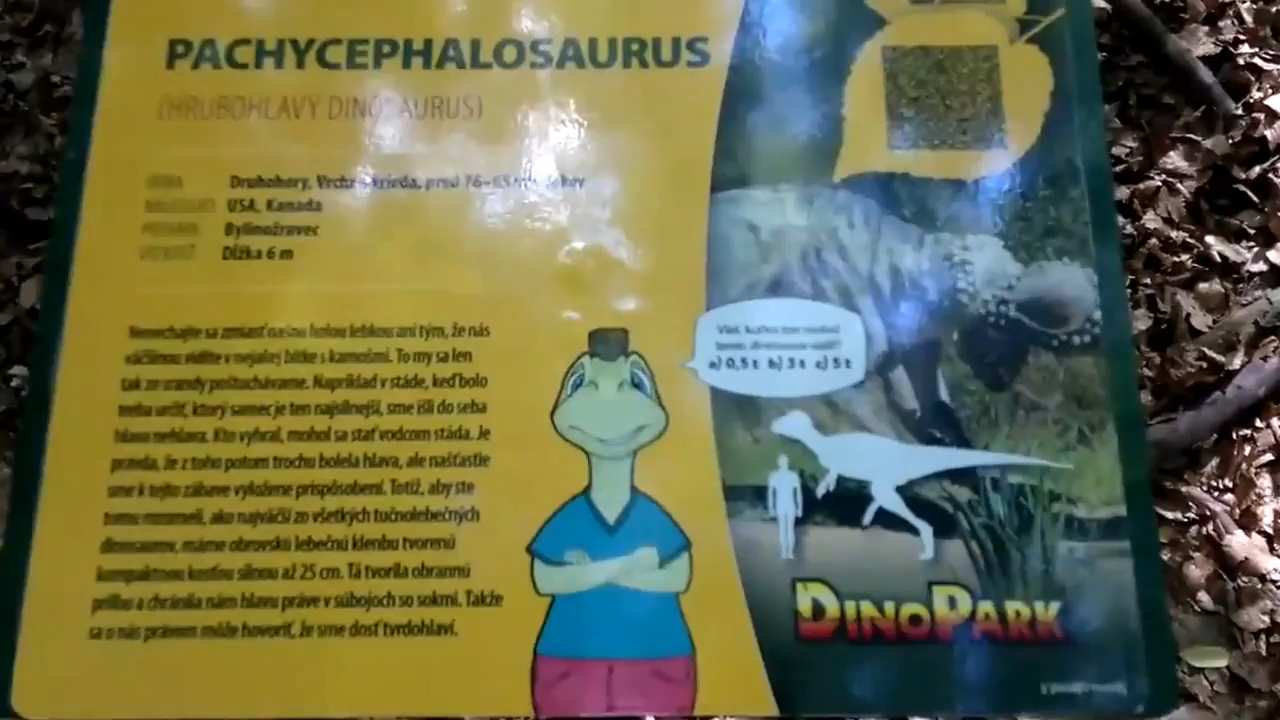 PACHYCEPHALOSAURUS
(HRUBOHLAVÝ DINOSAURUS)
Druhohory, Vrchná krieda, pred 76–65 mil. rokov
USA, Kanada
Bylinožravec
Dĺžka 6 m
Nenechajte sa zmiasť našou holou lebkou ani tým, že nás
väčšinou vidíte v nejakej bitke s kamošmi. To my sa len
tak zo srandy pošťuchávame. Napríklad v stáde, keď bolo
treba určiť, ktorý samec je ten najsilnejší, sme išli do seba
hlava nehlava. Kto vyhral, mohol sa stať vodcom stáda. Je
pravda, že z toho potom trochu bolela hlava, ale našťastie
sme k tejto zábave vyložene prispôsobení. Totiž, aby ste
tomu rozumeli, ako najväčší zo všetkých tučnolebečných
dinosaurov, máme obrovskú lebečnú klenbu tvorenú
kompaktnou kosťou silnou až 25 cm. Tá tvorila obrannú
prilbu a chránila nám hlavu práve v súbojoch so sokmi. Takže
sa o nás právom môže hovoriť, že sme dosť tvrdohlaví.
a) 0,5 t b) 3 t c) 5 t
DINOPARK